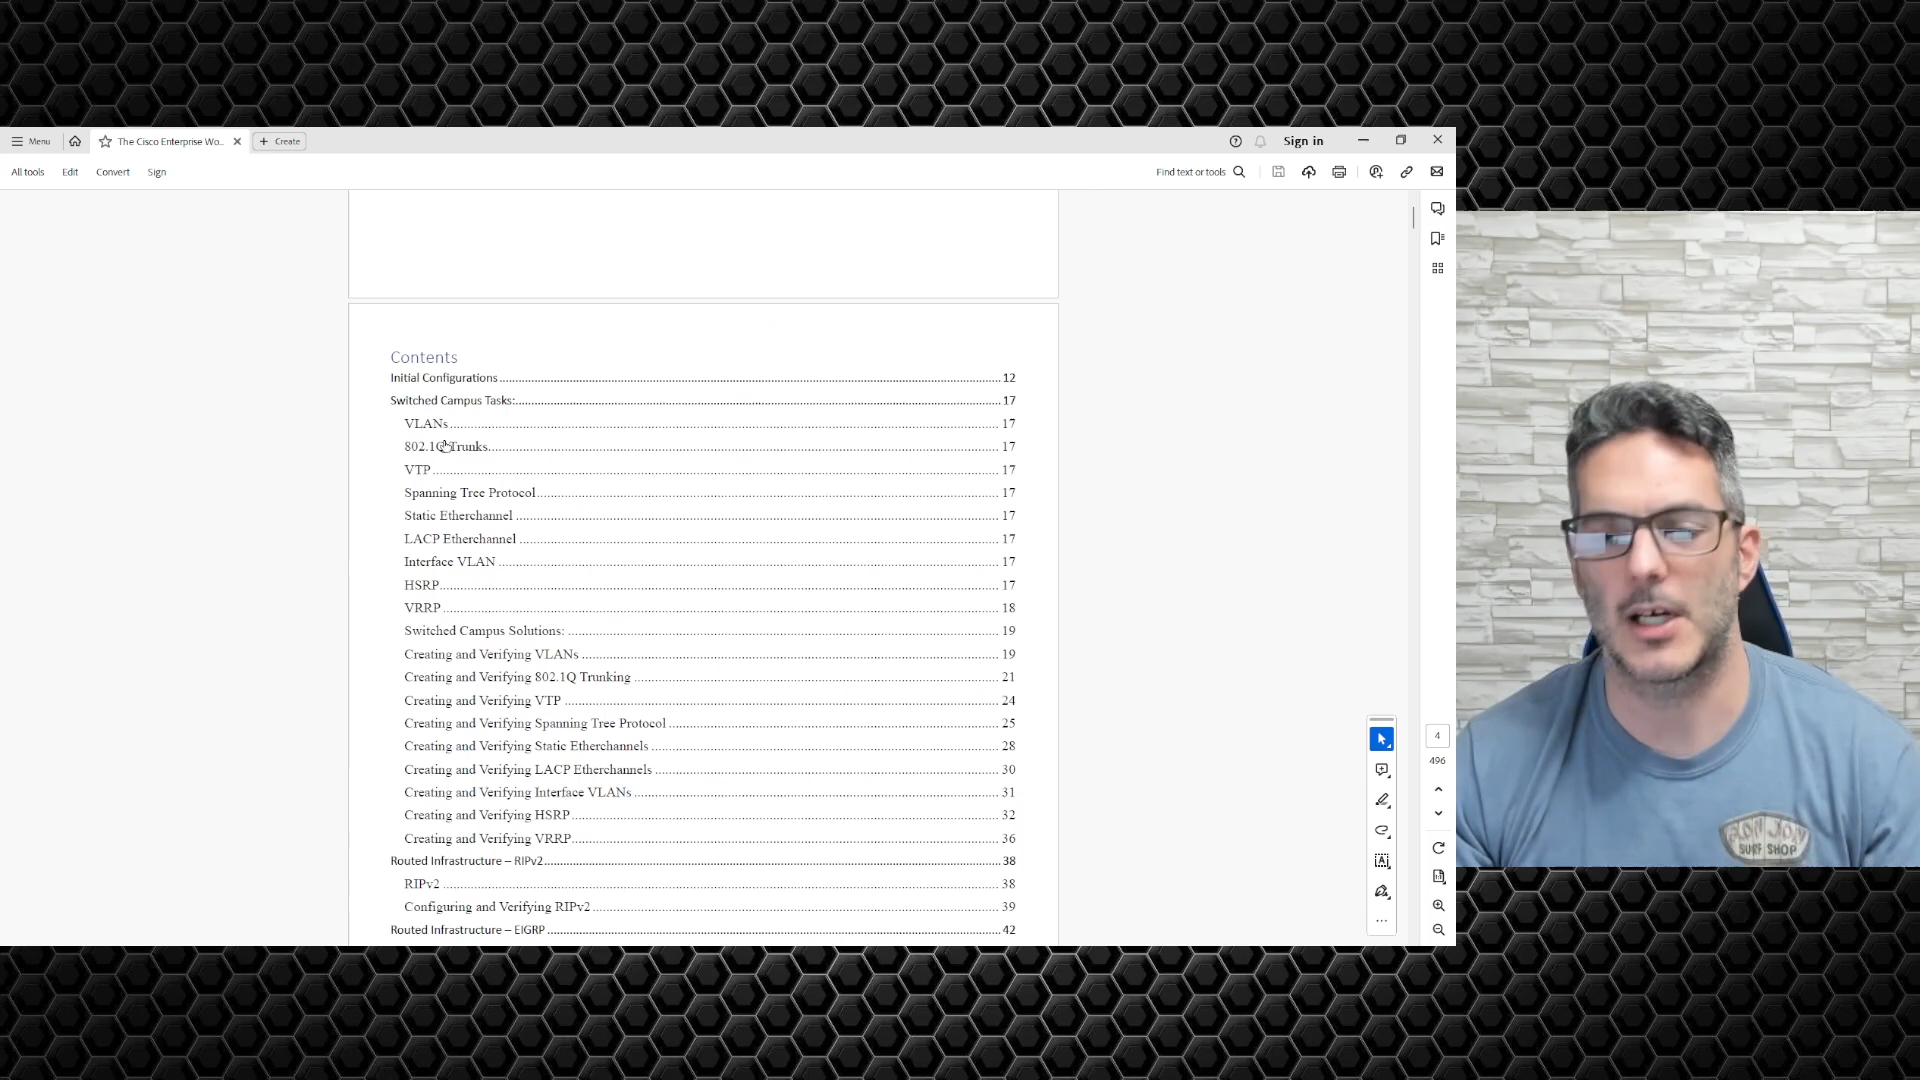 Menu
The Cisco Enterprise Wo...
Create
Sign in
All tools
Edit
Convert
Sign
Find text or tools
Contents
Initial Configurations 12
Switched Campus Tasks: 17
VLANs 17
802.1Q Trunks 17
VTP 17
Spanning Tree Protocol 17
Static Etherchannel 17
LACP Etherchannel 17
Interface VLAN 17
HSRP 17
VRRP 18
Switched Campus Solutions: 19
Creating and Verifying VLANs 19
Creating and Verifying 802.1Q Trunking 21
Creating and Verifying VTP 24
Creating and Verifying Spanning Tree Protocol 25
Creating and Verifying Static Etherchannels 28
Creating and Verifying LACP Etherchannels 30
Creating and Verifying Interface VLANs 31
Creating and Verifying HSRP 32
Creating and Verifying VRRP 36
Routed Infrastructure – RIPv2 38
RIPv2 38
Configuring and Verifying RIPv2 39
Routed Infrastructure – EIGRP 42
4
496
RON JON
SURF SHOP